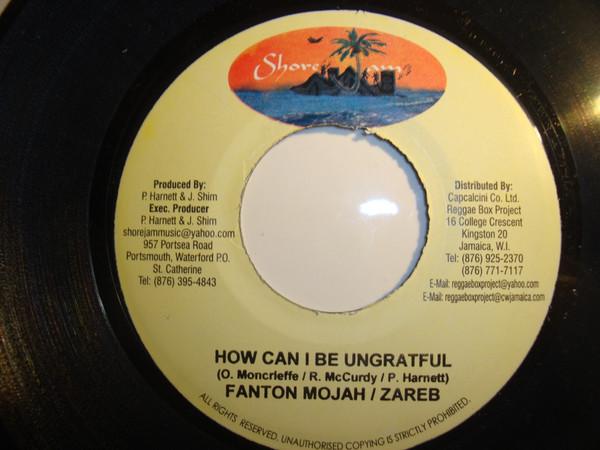 Shore Jam
Produced By:
P. Harnett & J. Shim
Exec. Producer
P. Harnett & J. Shim
shorejammusic@yahoo.com
957 Portsea Road
Portsmouth, Waterford P.O.
St. Catherine
Tel: (876) 395-4843
Distributed By:
Capcalcini Co. Ltd.
Reggae Box Project
16 College Crescent
Kingston 20
Jamaica, W.I.
Tel: (876) 925-2370
(876) 771-7117
E-Mail: reggaeboxproject@yahoo.com
E-Mail: reggaeboxproject@cwjamaica.com
HOW CAN I BE UNGRATFUL
(O. Moncrleffe / R. McCurdy / P. Harnett)
FANTON MOJAH / ZAREB
ALL RIGHTS RESERVED. UNAUTHORISED COPYING IS STRICTLY PROHIBITED.